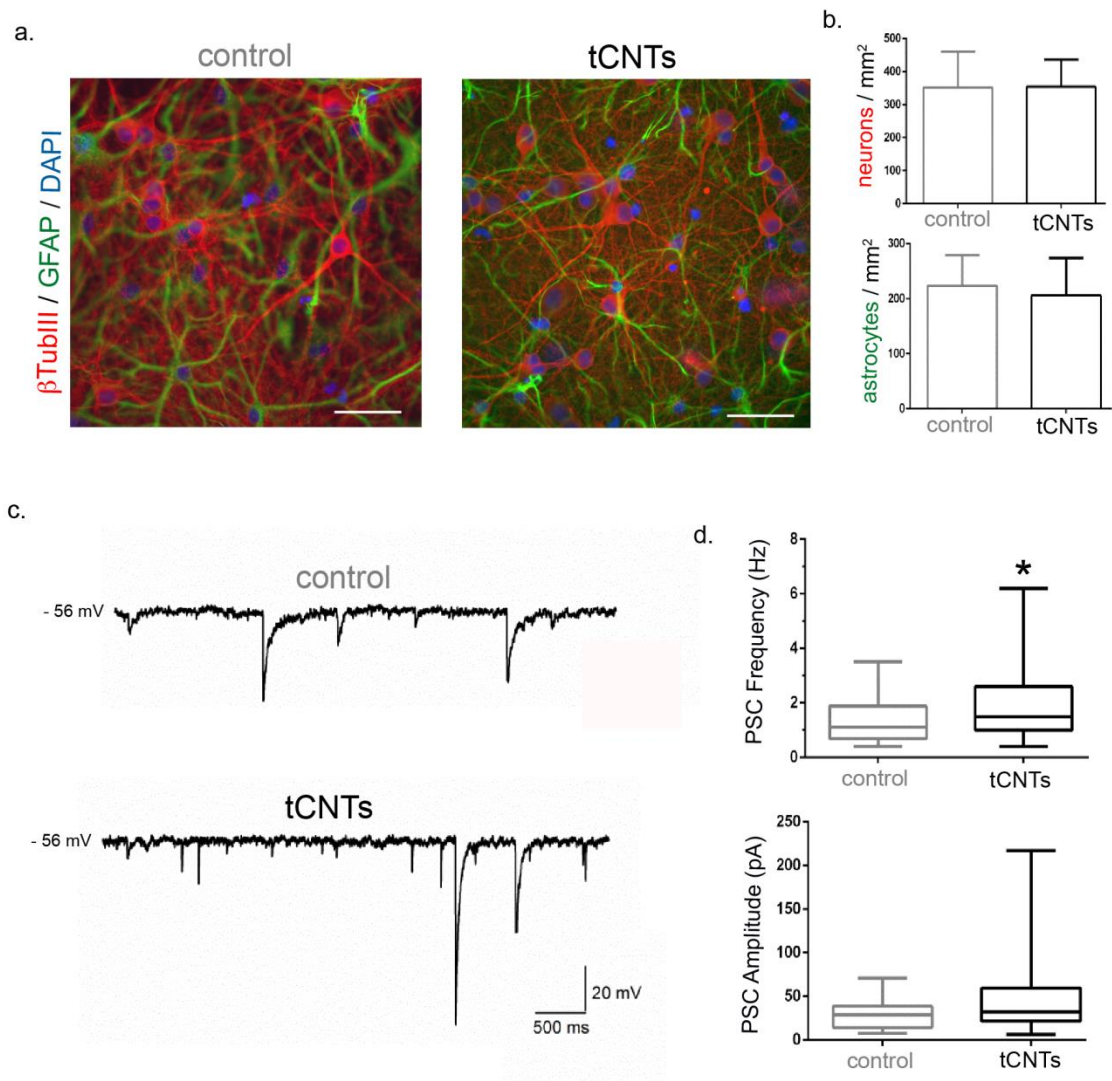 a.
control
tCNTs
βTubIII / GFAP / DAPI
b.
neurons / mm²
500
400
300
200
100
0
control
tCNTs
astrocytes / mm²
300
200
100
0
control
tCNTs
c.
control
- 56 mV
tCNTs
- 56 mV
20 mV
500 ms
d.
PSC Frequency (Hz)
8
6
4
2
0
*
control
tCNTs
PSC Amplitude (pA)
250
200
150
100
50
0
control
tCNTs